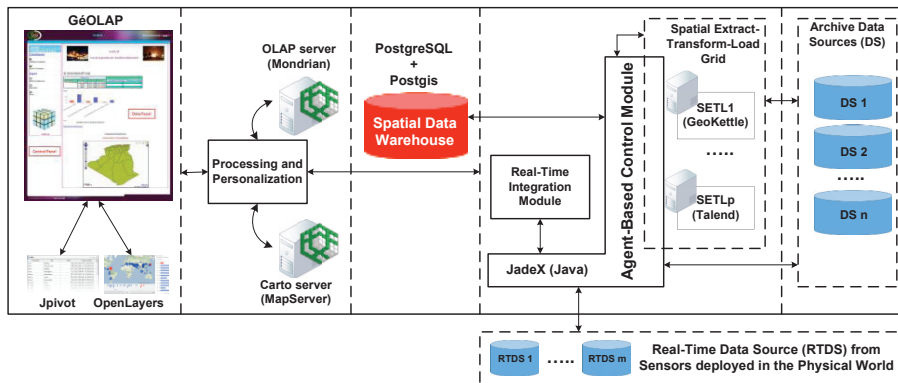 GéOLAP
Jpivot
OpenLayers
OLAP server
(Mondrian)
Processing and
Personalization
Carto server
(MapServer)
PostgreSQL
+
Postgis
Spatial Data
Warehouse
Real-Time
Integration
Module
JadeX (Java)
Agent-Based Control Module
Spatial Extract-
Transform-Load
Grid
SETL1
(GeoKettle)
.....
SETLp
(Talend)
Archive Data
Sources (DS)
DS 1
DS 2
.....
DS n
RTDS 1
.....
RTDS m
Real-Time Data Source (RTDS) from
Sensors deployed in the Physical World